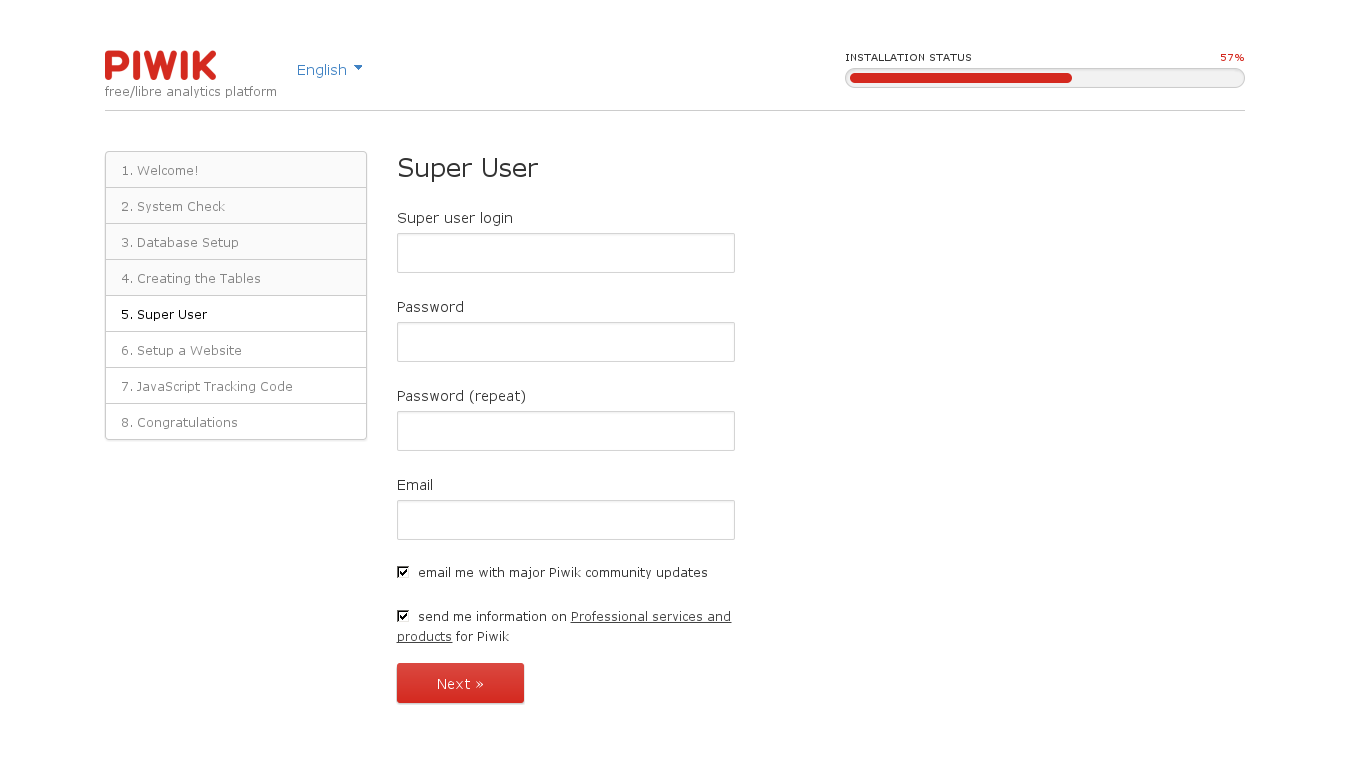 PIWIK
free/libre analytics platform
English
INSTALLATION STATUS 57%
1. Welcome!
2. System Check
3. Database Setup
4. Creating the Tables
5. Super User
6. Setup a Website
7. JavaScript Tracking Code
8. Congratulations
Super User
Super user login
Password
Password (repeat)
Email
email me with major Piwik community updates
send me information on Professional services and
products for Piwik
Next »